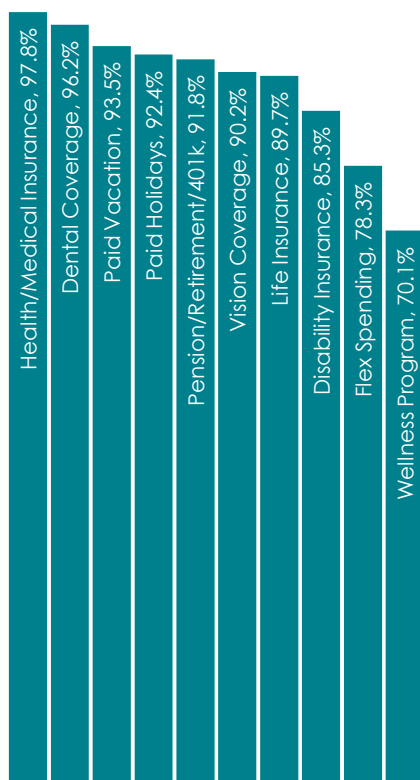 Health/Medical Insurance, 97.8%
Dental Coverage, 96.2%
Paid Vacation, 93.5%
Paid Holidays, 92.4%
Pension/Retirement/401k, 91.8%
Vision Coverage, 90.2%
Life Insurance, 89.7%
Disability Insurance, 85.3%
Flex Spending, 78.3%
Wellness Program, 70.1%